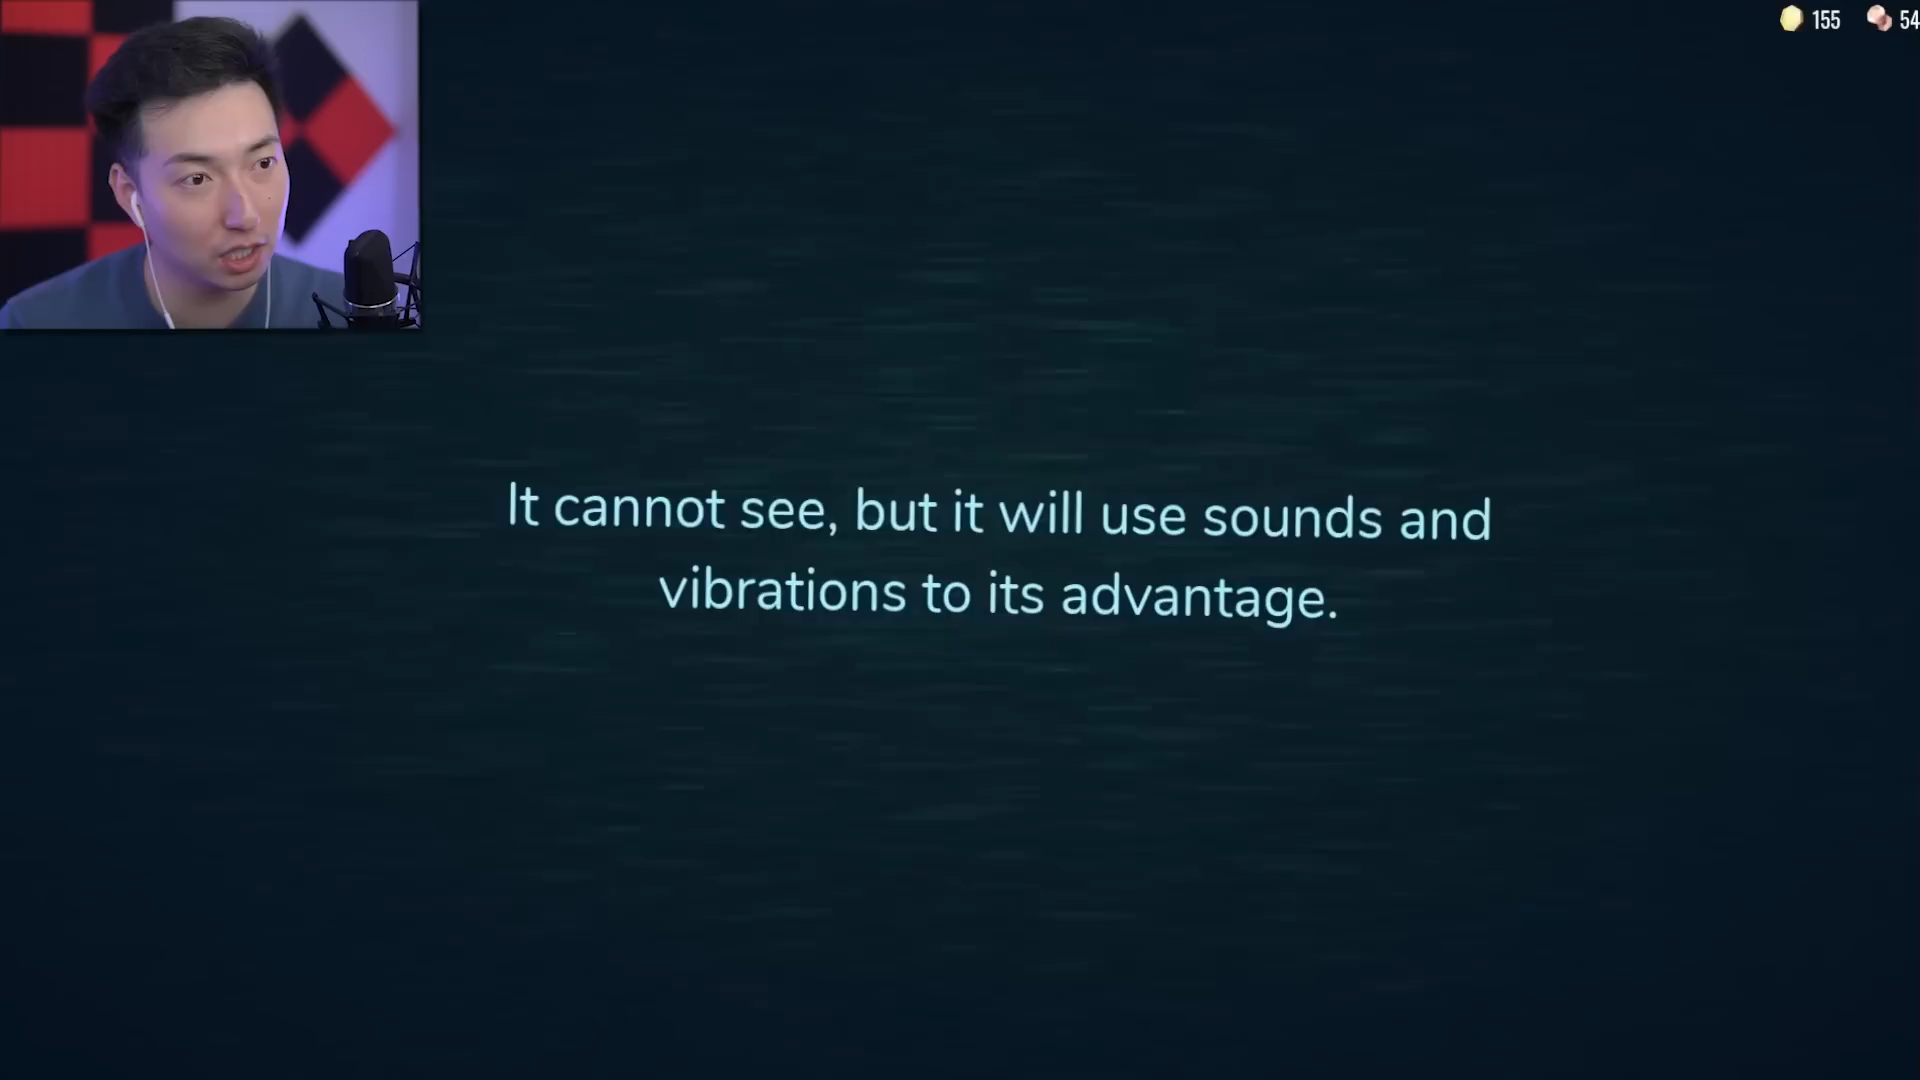 155 54
It cannot see, but it will use sounds and
vibrations to its advantage.